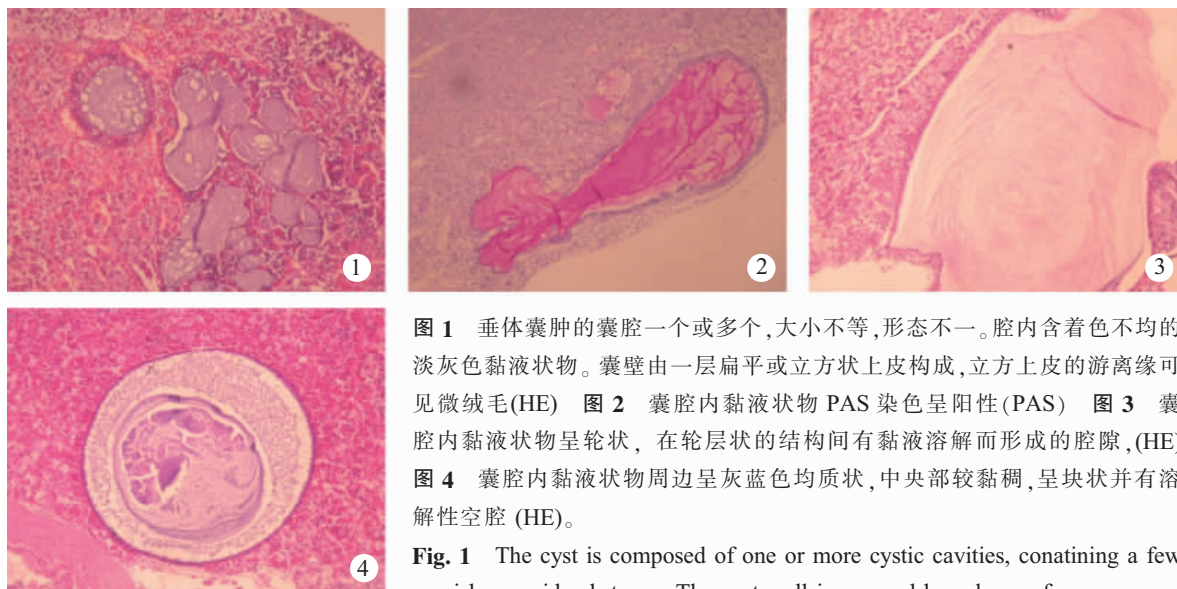 1
2
3
4
图 1 垂体囊肿的囊腔一个或多个,大小不等,形态不一。腔内含着色不均的
淡灰色黏液状物。囊壁由一层扁平或立方状上皮构成,立方上皮的游离缘可
见微绒毛(HE) 图 2 囊腔内黏液状物 PAS 染色呈阳性(PAS) 图 3 囊
腔内黏液状物呈轮状, 在轮层状的结构间有黏液溶解而形成的腔隙,(HE)
图 4 囊腔内黏液状物周边呈灰蓝色均质状,中央部较黏稠,呈块状并有溶
解性空腔 (HE)。
Fig. 1 The cyst is composed of one or more cystic cavities, conatining a few